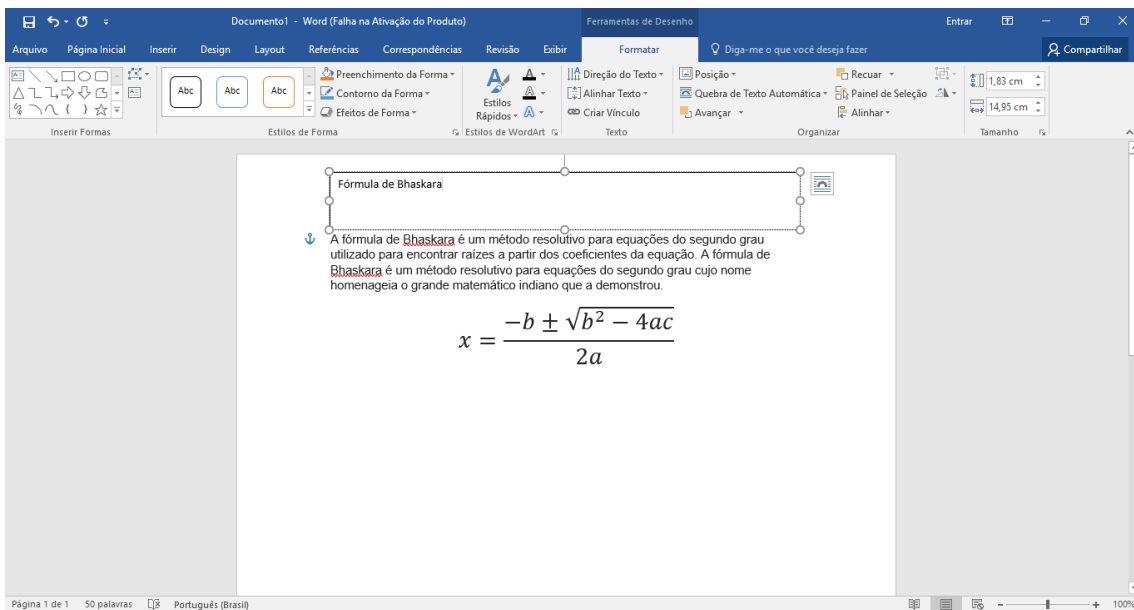 Documento1 - Word (Falha na Ativação do Produto)
Ferramentas de Desenho
Entrar
Arquivo Página Inicial Inserir Design Layout Referências Correspondências Revisão Exibir Formatar Diga-me o que você deseja fazer Compartilhar
Abc Abc Abc
Preenchimento da Forma
Contorno da Forma
Efeitos de Forma
Estilos
Rápidos
A
A
A
A
Direção do Texto
Alinhar Texto
Criar Vínculo
Posição
Quebra de Texto Automática
Avançar
Recuar
Painel de Seleção
Alinhar
1,83 cm
14,95 cm
Inserir Formas Estilos de Forma Estilos de WordArt Texto Organizar Tamanho
Fórmula de Bhaskara
A fórmula de Bhaskara é um método resolutivo para equações do segundo grau
utilizado para encontrar raízes a partir dos coeficientes da equação. A fórmula de
Bhaskara é um método resolutivo para equações do segundo grau cujo nome
homenageia o grande matemático indiano que a demonstrou.
x = −b ± √b² − 4ac
2a
Página 1 de 1 50 palavras Português (Brasil) 100%